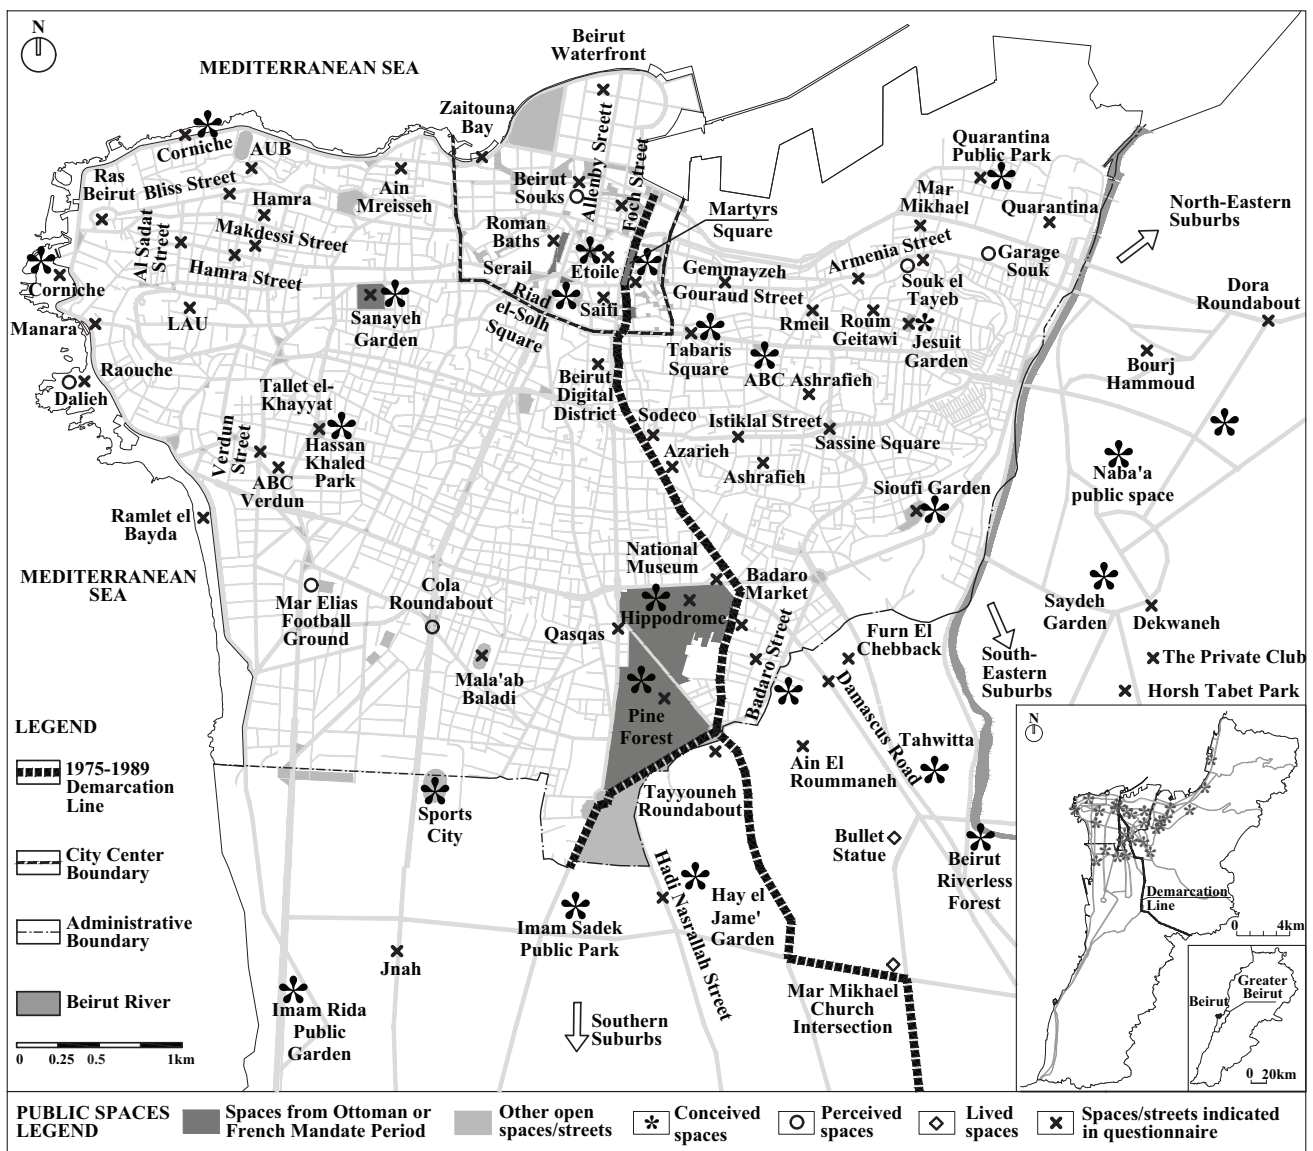 N
MEDITERRANEAN SEA
Beirut
Waterfront
Zaitouna
Bay
Corniche
AUB
Ras
Beirut
Bliss Street
Hamra
Ain
Mreisseh
Makdessi Street
Al Sadat
Street
Hamra Street
Corniche
Manara
LAU
Sanayeh
Garden
Raouche
Dalieh
Tallet el-
Khayyat
Verdun
Street
Hassan
Khaled
Park
ABC
Verdun
Ramlet el
Bayda
MEDITERRANEAN
SEA
Beirut
Souks
Allenby Sreett
Foch Street
Roman
Baths
Serail
Etoile
Riad
el-Solh
Square
Saifi
Martyrs
Square
Gemmayzeh
Gouraud Street
Tabaris
Square
Beirut
Digital
District
Sodeco
Azarieh
Quarantina
Public Park
Mar
Mikhael
Quarantina
Armenia Street
Garage
Souk
Souk el
Tayeb
Rmeil
Roum
Geitawi
Jesuit
Garden
ABC Ashrafieh
Istiklal Street
Sassine Square
Ashrafieh
Sioufi Garden
North-Eastern
Suburbs
Dora
Roundabout
Bourj
Hammoud
Naba'a
public space
Saydeh
Garden
Dekwaneh
The Private Club
Horsh Tabet Park
South-
Eastern
Suburbs
National
Museum
Badaro
Market
Hippodrome
Qasqas
Badaro Street
Furn El
Chebback
Damascus Road
Cola
Roundabout
Mar Elias
Football
Ground
Mala'ab
Baladi
Pine
Forest
Ain El
Roummaneh
Tahwitta
Tayyouneh
Roundabout
Sports
City
Bullet
Statue
Beirut
Riverless
Forest
Hadi Nasrallah Street
Hay el
Jame'
Garden
Imam Sadek
Public Park
Jnah
Imam Rida
Public
Garden
Southern
Suburbs
Mar Mikhael
Church
Intersection
LEGEND
1975-1989
Demarcation
Line
City Center
Boundary
Administrative
Boundary
Beirut River
0 0.25 0.5 1km
N
Demarcation
Line
0 4km
Greater
Beirut
Beirut
0 20km
PUBLIC SPACES
LEGEND
Spaces from Ottoman or
French Mandate Period
Other open
spaces/streets
Conceived
spaces
Perceived
spaces
Lived
spaces
Spaces/streets indicated
in questionnaire